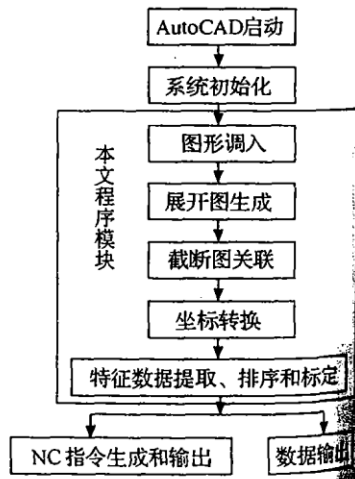 AutoCAD启动
系统初始化
本文程序模块
图形调入
展开图生成
截断图关联
坐标转换
特征数据提取、排序和标定
NC指令生成和输出
数据输出